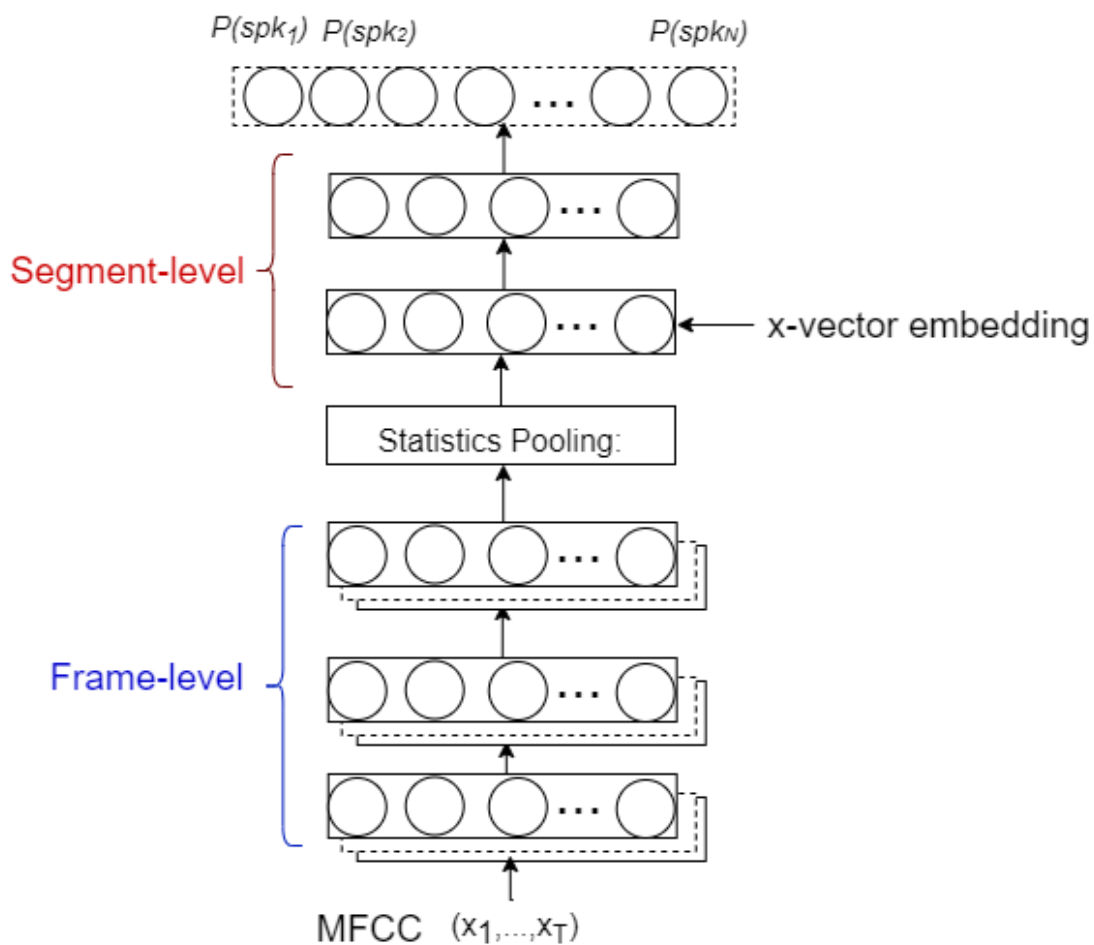 P(spk₁) P(spk₂) P(spkN)
...
...
Segment-level
... x-vector embedding
Statistics Pooling:
...
Frame-level ...
...
MFCC (x₁,...,xT)